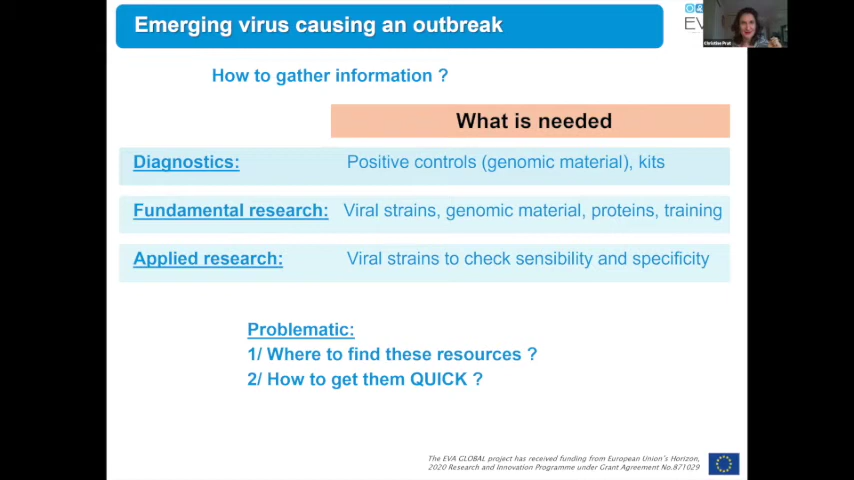 Emerging virus causing an outbreak
EV
Christine Prat
How to gather information ?
What is needed
Diagnostics: Positive controls (genomic material), kits
Fundamental research: Viral strains, genomic material, proteins, training
Applied research: Viral strains to check sensibility and specificity
Problematic:
1/ Where to find these resources ?
2/ How to get them QUICK ?
The EVA GLOBAL project has received funding from European Union's Horizon,
2020 Research and Innovation Programme under Grant Agreement No.871029